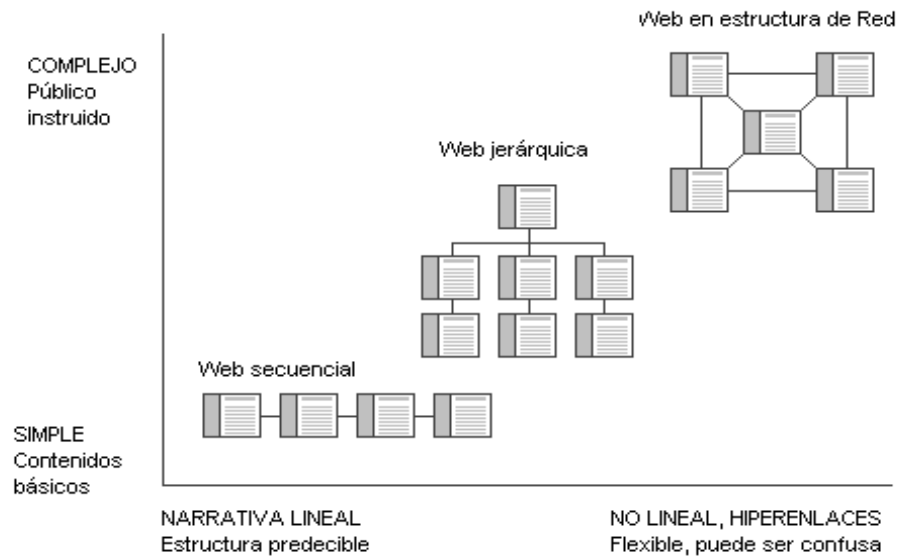 Web en estructura de Red
COMPLEJO
Público
instruido
Web jerárquica
Web secuencial
SIMPLE
Contenidos
básicos
NARRATIVA LINEAL
Estructura predecible
NO LINEAL, HIPERENLACES
Flexible, puede ser confusa